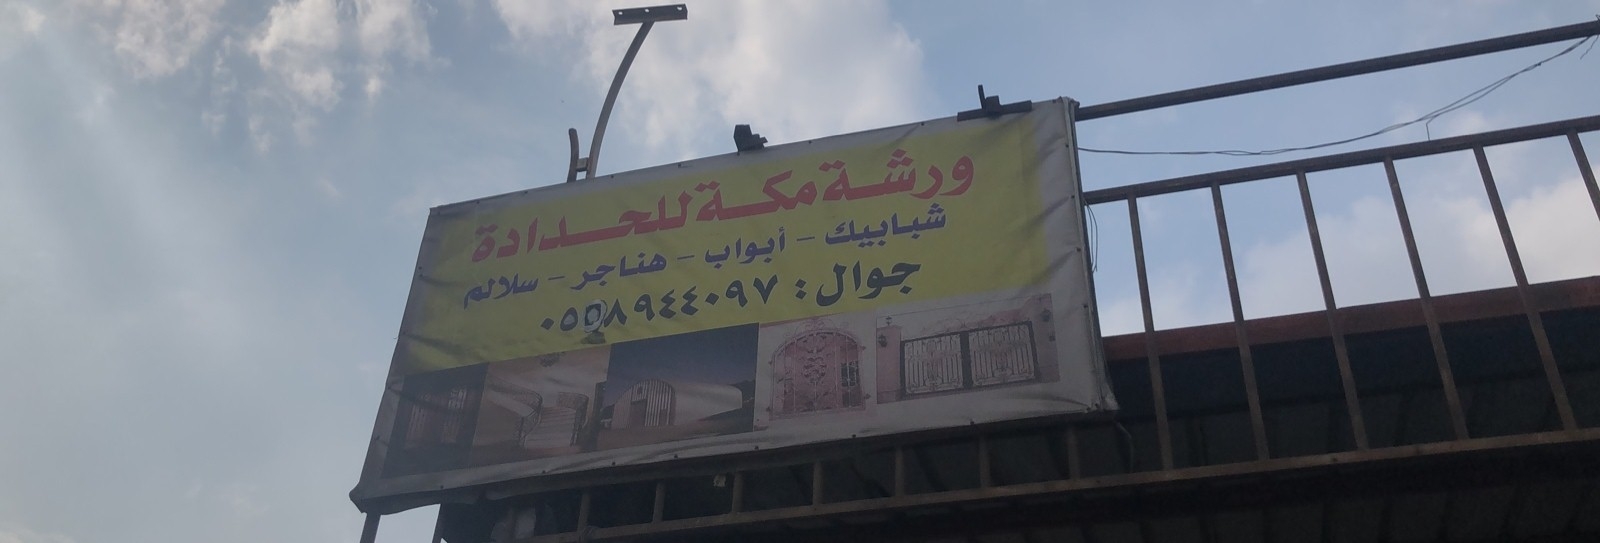 ورشة مكة للحدادة
شبابيك - أبواب - هناجر - سلالم
جوال : ٠٥٥٨٩٤٤٠٩٧